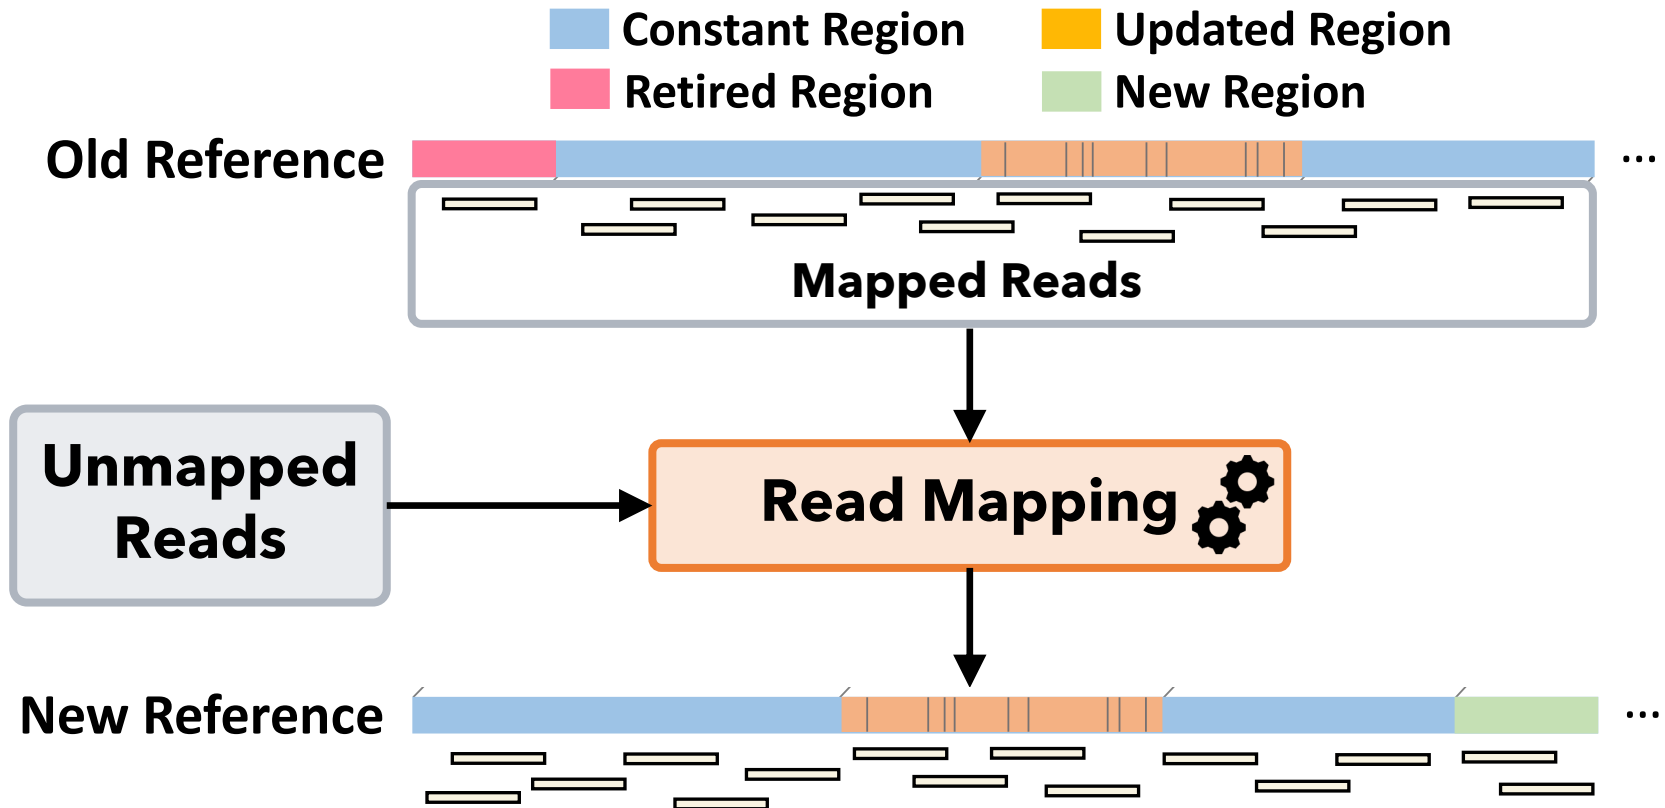 Constant Region
Updated Region
Retired Region
New Region
Old Reference
...
Mapped Reads
Unmapped
Reads
Read Mapping
New Reference
...